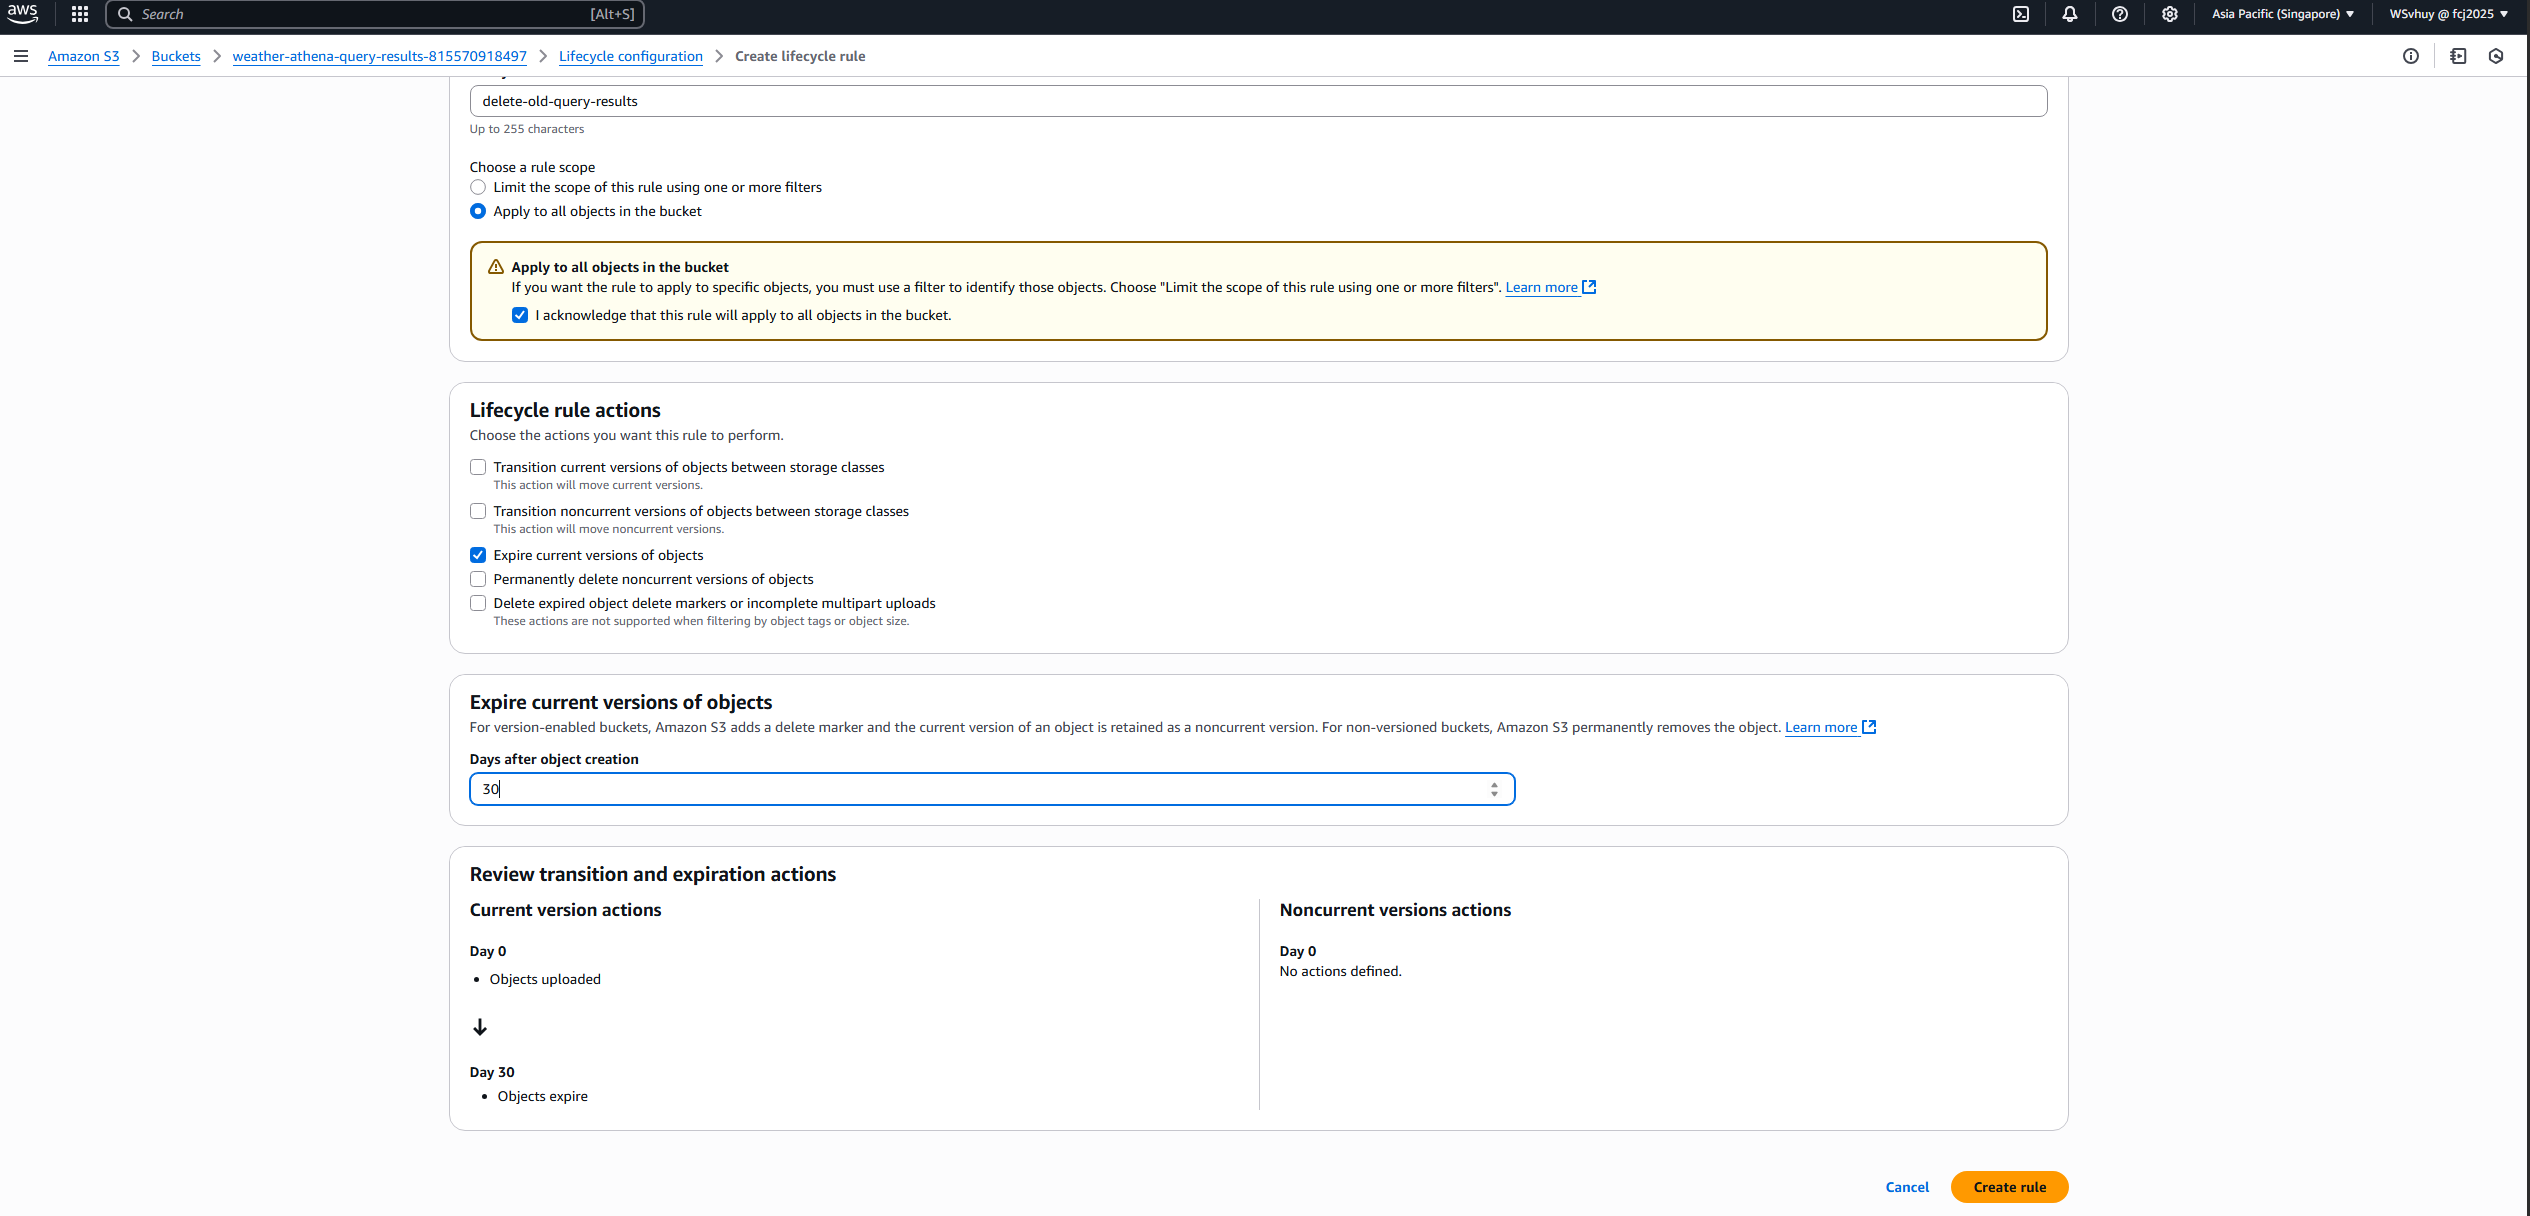 aws
Search [Alt+S]
Asia Pacific (Singapore)
WSvhuy @ fcj2025
Amazon S3
Buckets
weather-athena-query-results-815570918497
Lifecycle configuration
Create lifecycle rule
delete-old-query-results
Up to 255 characters
Choose a rule scope
Limit the scope of this rule using one or more filters
Apply to all objects in the bucket
Apply to all objects in the bucket
If you want the rule to apply to specific objects, you must use a filter to identify those objects. Choose "Limit the scope of this rule using one or more filters". Learn more
I acknowledge that this rule will apply to all objects in the bucket.
Lifecycle rule actions
Choose the actions you want this rule to perform.
Transition current versions of objects between storage classes
This action will move current versions.
Transition noncurrent versions of objects between storage classes
This action will move noncurrent versions.
Expire current versions of objects
Permanently delete noncurrent versions of objects
Delete expired object delete markers or incomplete multipart uploads
These actions are not supported when filtering by object tags or object size.
Expire current versions of objects
For version-enabled buckets, Amazon S3 adds a delete marker and the current version of an object is retained as a noncurrent version. For non-versioned buckets, Amazon S3 permanently removes the object. Learn more
Days after object creation
30
Review transition and expiration actions
Current version actions
Day 0
Objects uploaded
Day 30
Objects expire
Noncurrent versions actions
Day 0
No actions defined.
Cancel
Create rule